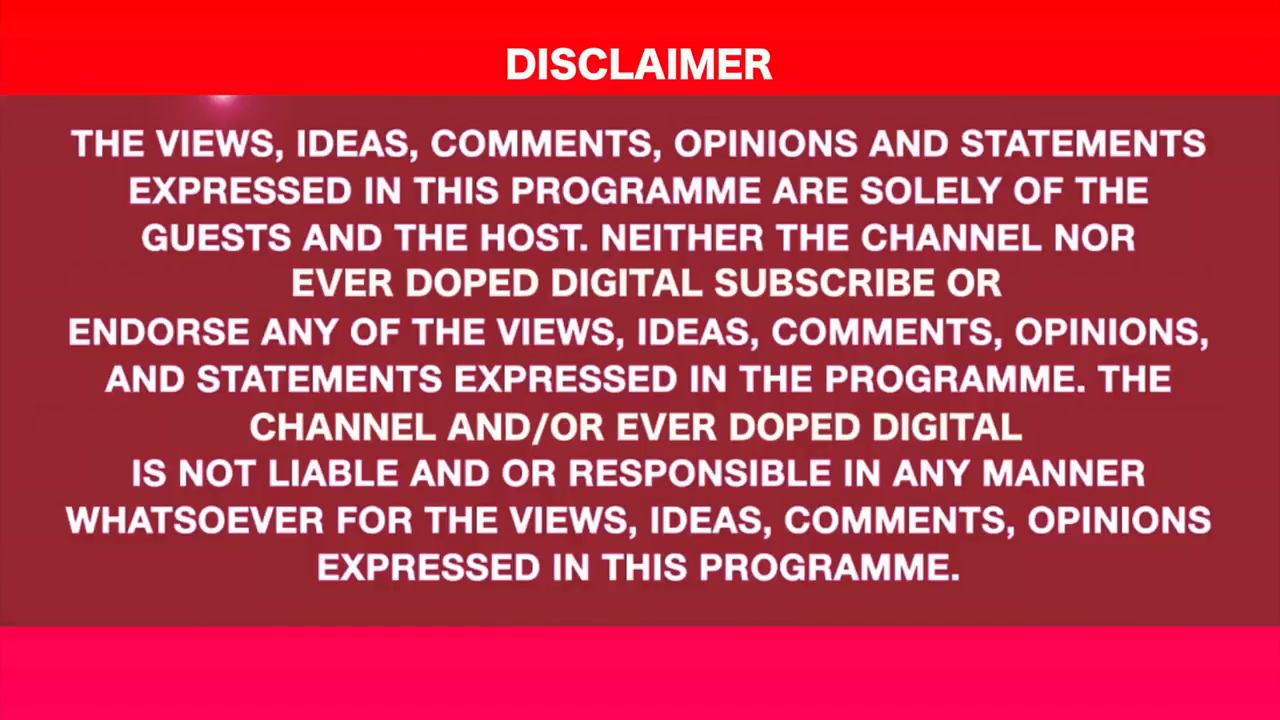 DISCLAIMER
THE VIEWS, IDEAS, COMMENTS, OPINIONS AND STATEMENTS
EXPRESSED IN THIS PROGRAMME ARE SOLELY OF THE
GUESTS AND THE HOST. NEITHER THE CHANNEL NOR
EVER DOPED DIGITAL SUBSCRIBE OR
ENDORSE ANY OF THE VIEWS, IDEAS, COMMENTS, OPINIONS,
AND STATEMENTS EXPRESSED IN THE PROGRAMME. THE
CHANNEL AND/OR EVER DOPED DIGITAL
IS NOT LIABLE AND OR RESPONSIBLE IN ANY MANNER
WHATSOEVER FOR THE VIEWS, IDEAS, COMMENTS, OPINIONS
EXPRESSED IN THIS PROGRAMME.